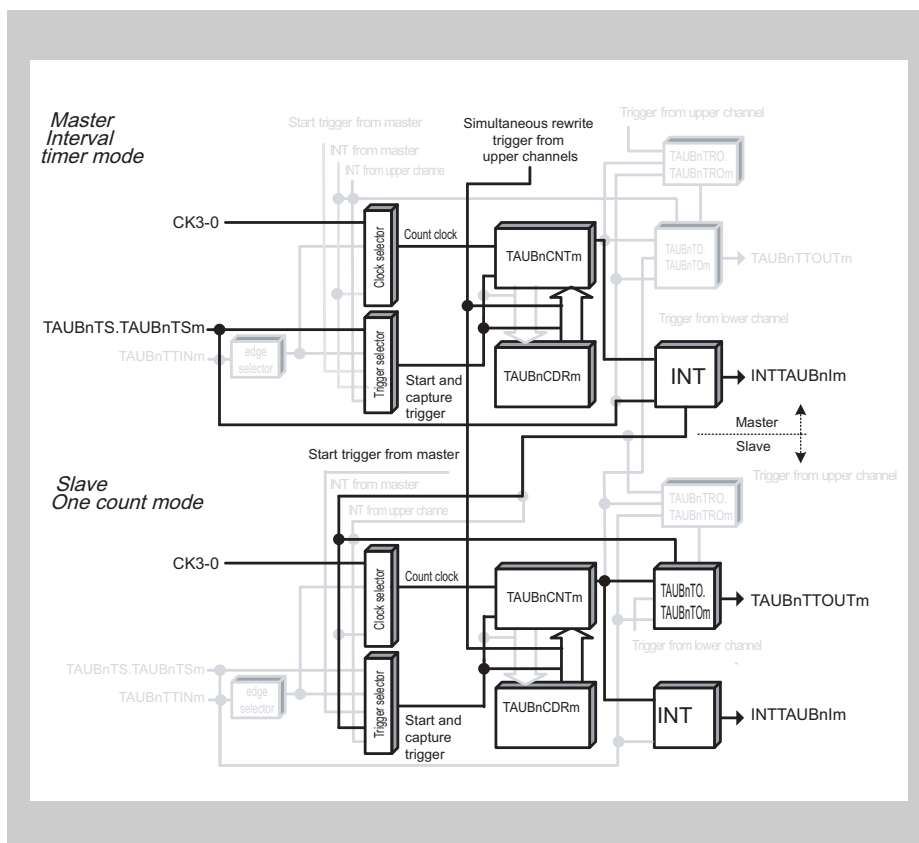 Master
Interval
timer mode
Start trigger from master
INT from master
INT from upper channe
Simultaneous rewrite
trigger from
upper channels
Trigger from upper channel
TAUBnTRO.
TAUBnTROm
CK3-0
Clock selector
Count clock
TAUBnCNTm
TAUBnTO.
TAUBnTOm
TAUBnTTOUTm
TAUBnTS.TAUBnTSm
TAUBnTTINm
edge
selector
Trigger selector
Start and
capture
trigger
TAUBnCDRm
Trigger from lower channel
INT
INTTAUBnIm
Master
Slave
Slave
One count mode
Start trigger from master
INT from master
INT from upper channe
Trigger from upper channel
TAUBnTRO.
TAUBnTROm
CK3-0
Clock selector
Count clock
TAUBnCNTm
TAUBnTO.
TAUBnTOm
TAUBnTTOUTm
TAUBnTS.TAUBnTSm
TAUBnTTINm
edge
selector
Trigger selector
Start and
capture
trigger
TAUBnCDRm
Trigger from lower channel
INT
INTTAUBnIm